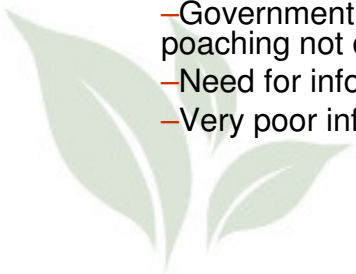 –Government
poaching not
–Need for info
–Very poor inf